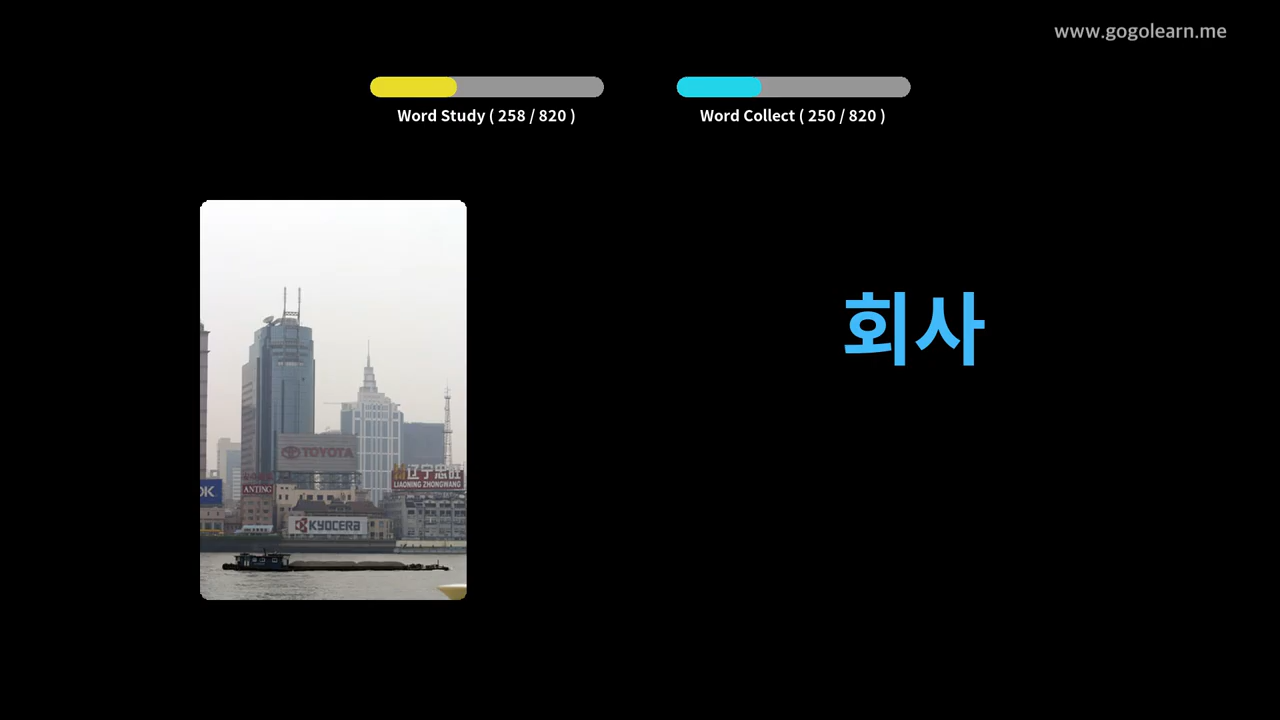 www.gogolearn.me
Word Study ( 258 / 820 )
Word Collect ( 250 / 820 )
회사
TOYOTA
辽宁忠旺
LIAONING ZHONGWANG
OK
ANTING
KYOCERA